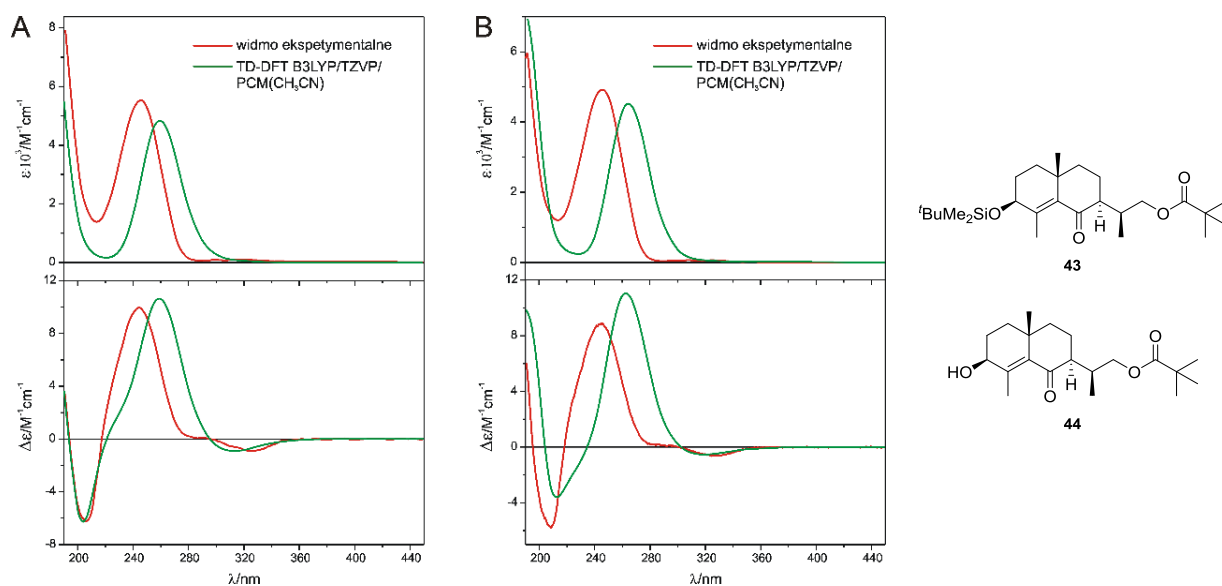 A
8
6
4
2
0
ε·10³/M⁻¹cm⁻¹
widmo ekspetymentalne
TD-DFT B3LYP/TZVP/
PCM(CH₃CN)
12
8
4
0
-4
-8
Δε/M⁻¹cm⁻¹
200 240 280 320 360 400 440
λ/nm
B
6
4
2
0
ε·10³/M⁻¹cm⁻¹
widmo ekspetymentalne
TD-DFT B3LYP/TZVP/
PCM(CH₃CN)
12
8
4
0
-4
Δε/M⁻¹cm⁻¹
200 240 280 320 360 400 440
λ/nm
O
ᵗBuMe₂SiO
H
O
O
43
O
HO
H
O
O
44